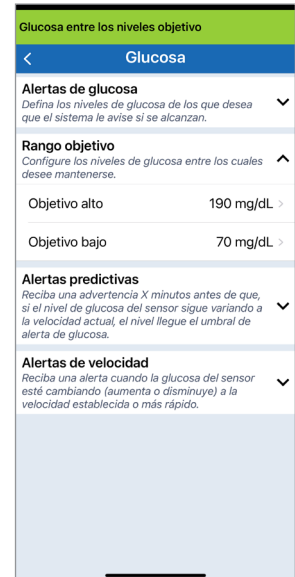 Glucosa entre los niveles objetivo
Glucosa
Alertas de glucosa
Defina los niveles de glucosa de los que desea
que el sistema le avise si se alcanzan.
Rango objetivo
Configure los niveles de glucosa entre los cuales
desee mantenerse.
Objetivo alto 190 mg/dL
Objetivo bajo 70 mg/dL
Alertas predictivas
Reciba una advertencia X minutos antes de que,
si el nivel de glucosa del sensor sigue variando a
la velocidad actual, el nivel llegue el umbral de
alerta de glucosa.
Alertas de velocidad
Reciba una alerta cuando la glucosa del sensor
esté cambiando (aumenta o disminuye) a la
velocidad establecida o más rápido.